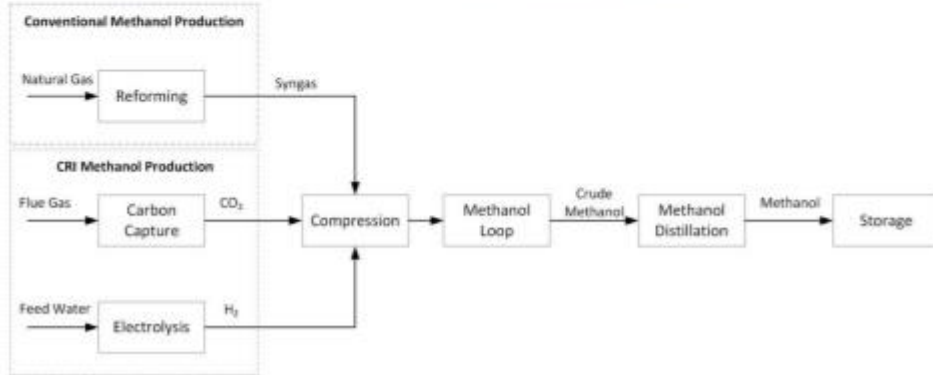 Conventional Methanol Production
Natural Gas
Reforming
Syngas
CRI Methanol Production
Flue Gas
Carbon
Capture
CO₂
Compression
Methanol
Loop
Crude
Methanol
Methanol
Distillation
Methanol
Storage
Feed Water
Electrolysis
H₂